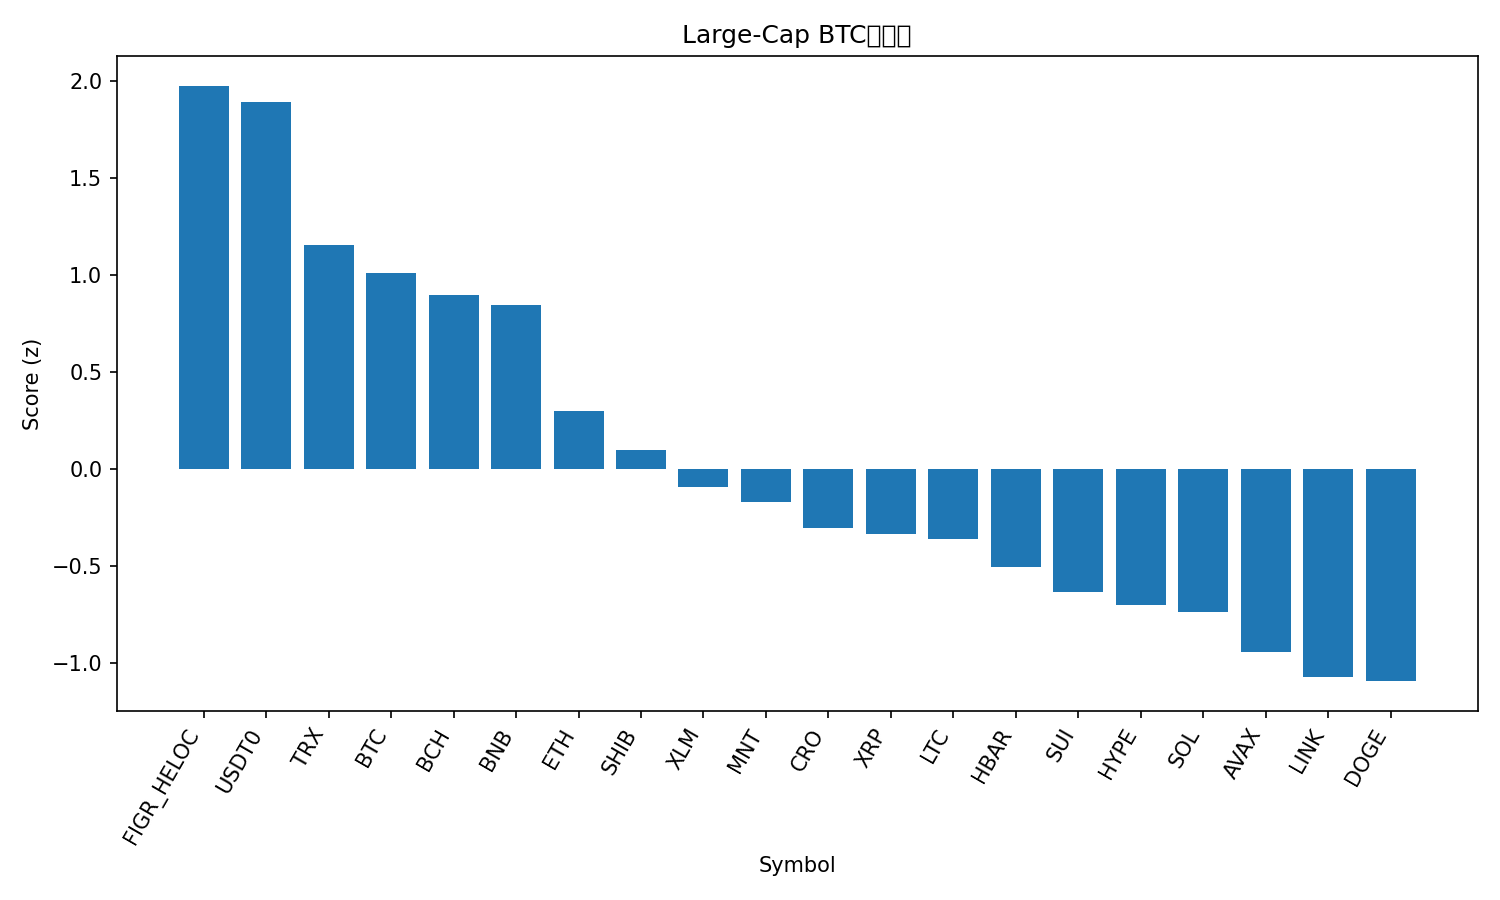 Large-Cap BTC
2.0
1.5
1.0
0.5
0.0
−0.5
−1.0
Score (z)
FIGR_HELOC
USDT0
TRX
BTC
BCH
BNB
ETH
SHIB
XLM
MNT
CRO
XRP
LTC
HBAR
SUI
HYPE
SOL
AVAX
LINK
DOGE
Symbol